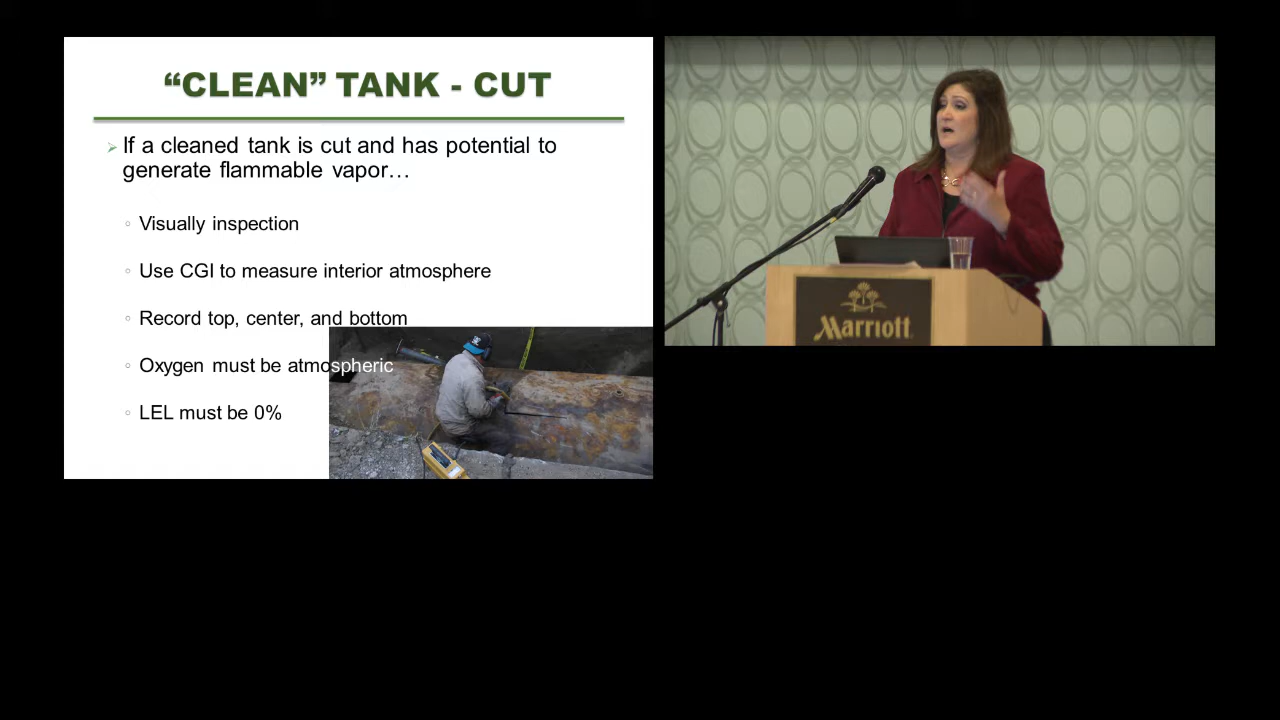 “CLEAN” TANK - CUT
If a cleaned tank is cut and has potential to
generate flammable vapor…
Visually inspection
Use CGI to measure interior atmosphere
Record top, center, and bottom
Oxygen must be atmospheric
LEL must be 0%
Marriott